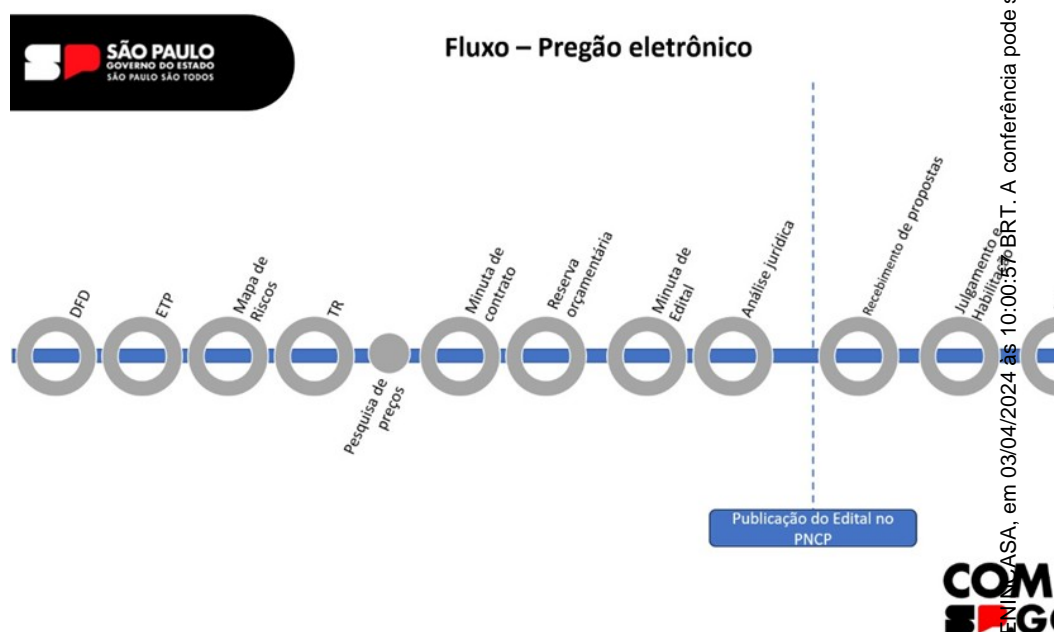 SÃO PAULO
GOVERNO DO ESTADO
SÃO PAULO SÃO TODOS
Fluxo – Pregão eletrônico
DFD
ETP
Mapa de
Riscos
TR
Pesquisa de
preços
Minuta de
contrato
Reserva
orçamentária
Minuta de
Edital
Análise jurídica
Recebimento de propostas
Julgamento e
Habilitação
Publicação do Edital no
PNCP
ASA, em 03/04/2024 às 10:00:57 BRT. A conferência pode